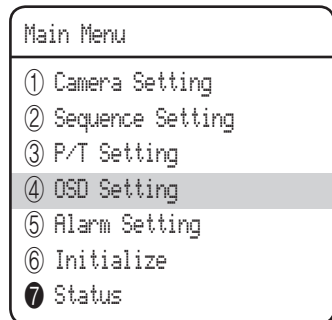 Main Menu
① Camera Setting
② Sequence Setting
③ P/T Setting
④ OSD Setting
⑤ Alarm Setting
⑥ Initialize
❼ Status